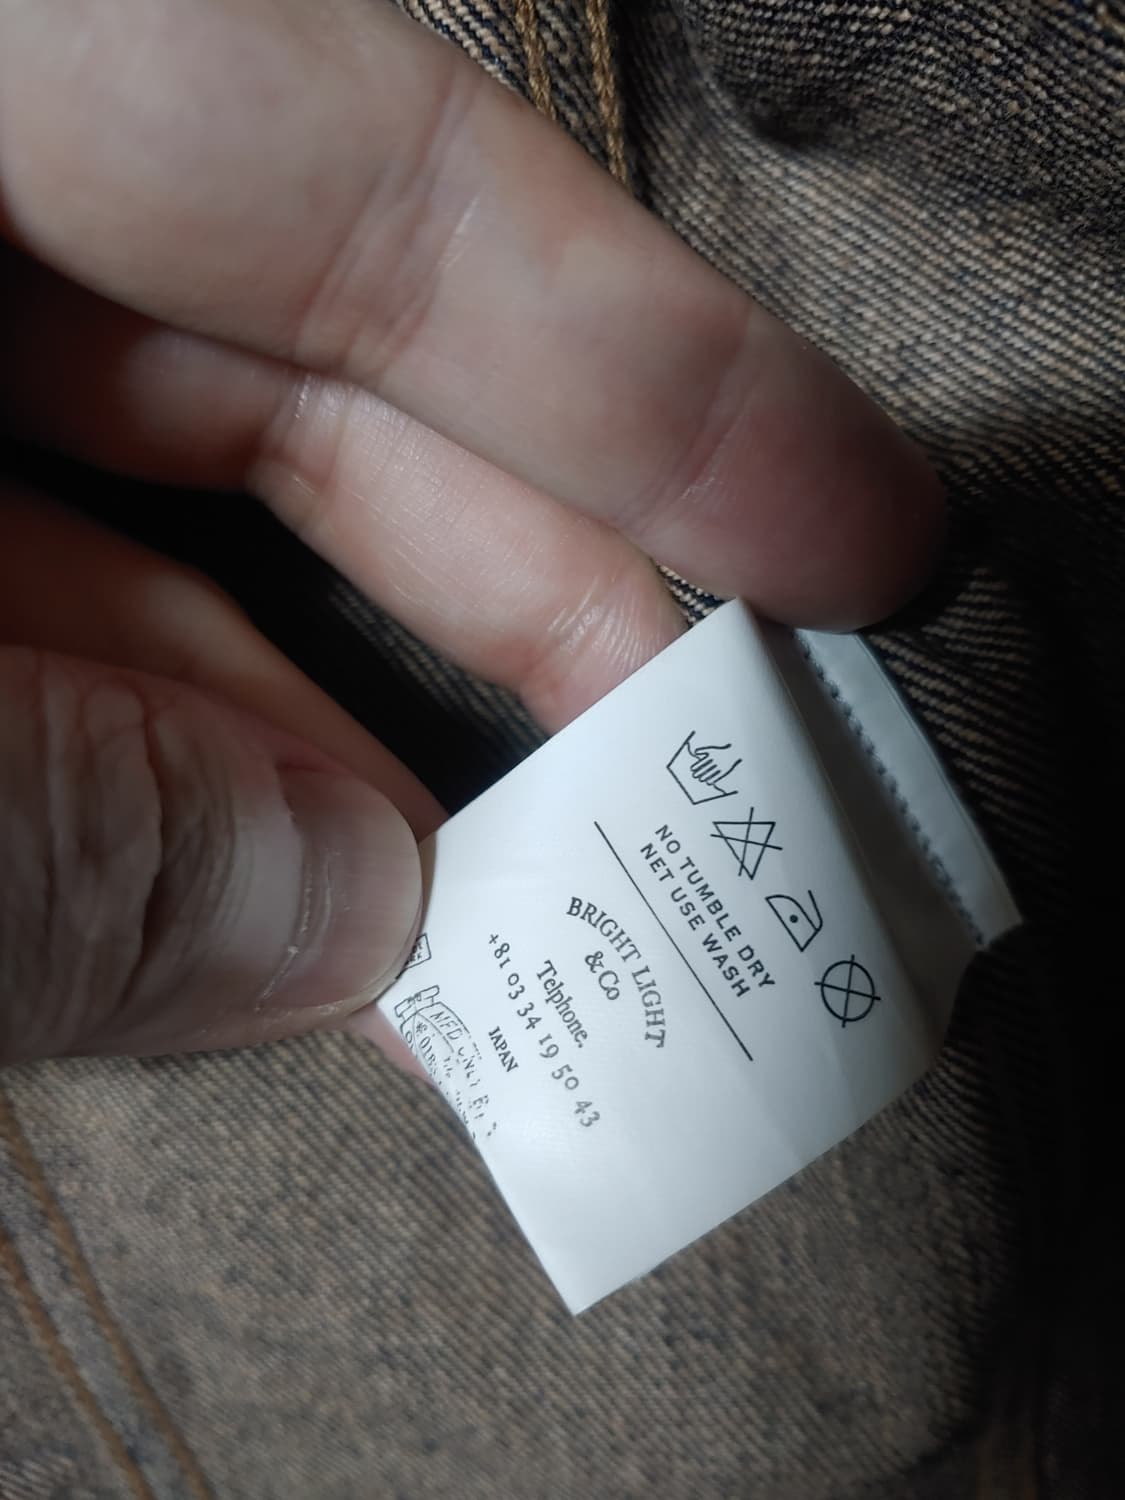 NO TUMBLE DRY
NET USE WASH
BRIGHT LIGHT
& Co
Telphone.
+81 03 34 19 50 43
JAPAN